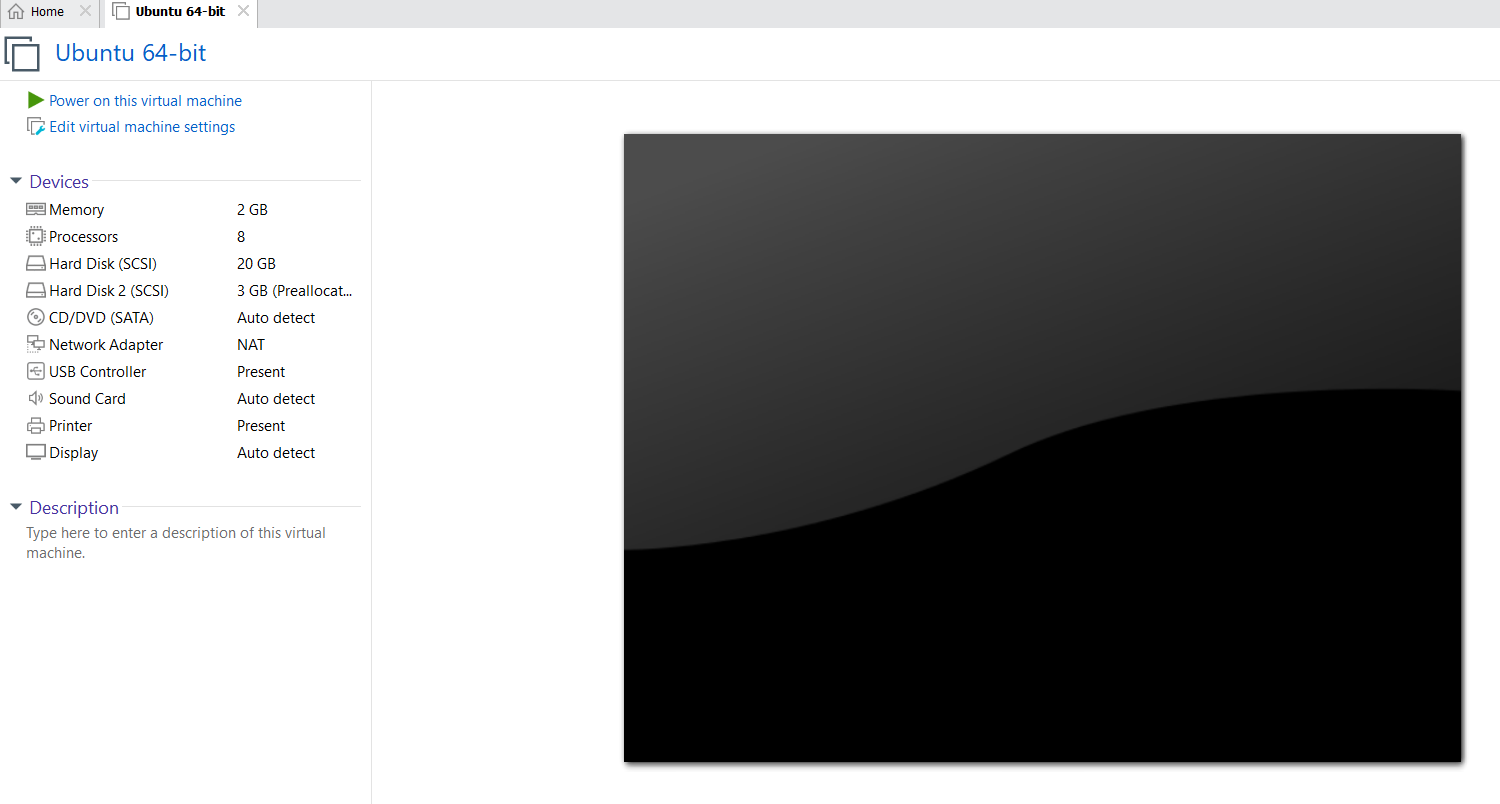 Home
Ubuntu 64-bit
Ubuntu 64-bit
Power on this virtual machine
Edit virtual machine settings
Devices
Memory 2 GB
Processors 8
Hard Disk (SCSI) 20 GB
Hard Disk 2 (SCSI) 3 GB (Preallocat...
CD/DVD (SATA) Auto detect
Network Adapter NAT
USB Controller Present
Sound Card Auto detect
Printer Present
Display Auto detect
Description
Type here to enter a description of this virtual
machine.